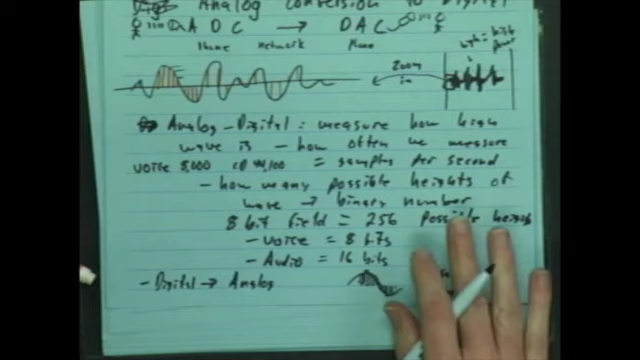 Analog Conversion to Digital
A D C → D A C
Phone network Phone
Zoom
in
Analog-Digital: measure how high
wave is - how often we measure
voice 8,000 CD 44,100 = samples per second
- how many possible heights of
wave → binary number
8 bit field = 256 possible heights
- voice = 8 bits
- Audio = 16 bits
- Digital → Analog